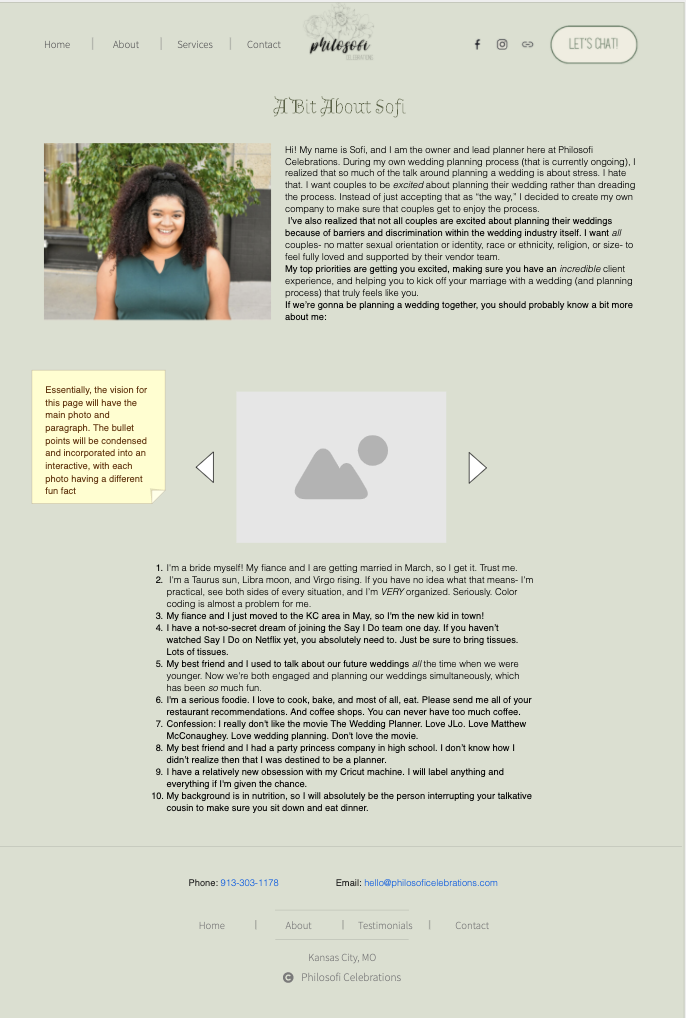 Home | About | Services | Contact
philosofi
CELEBRATIONS
LET'S CHAT!
A Bit About Sofi
Hi! My name is Sofi, and I am the owner and lead planner here at Philosofi
Celebrations. During my own wedding planning process (that is currently ongoing), I
realized that so much of the talk around planning a wedding is about stress. I hate
that. I want couples to be excited about planning their wedding rather than dreading
the process. Instead of just accepting that as "the way," I decided to create my own
company to make sure that couples get to enjoy the process.
I've also realized that not all couples are excited about planning their weddings
because of barriers and discrimination within the wedding industry itself. I want all
couples- no matter sexual orientation or identity, race or ethnicity, religion, or size- to
feel fully loved and supported by their vendor team.
My top priorities are getting you excited, making sure you have an incredible client
experience, and helping you to kick off your marriage with a wedding (and planning
process) that truly feels like you.
If we're gonna be planning a wedding together, you should probably know a bit more
about me:
Essentially, the vision for
this page will have the
main photo and
paragraph. The bullet
points will be condensed
and incorporated into an
interactive, with each
photo having a different
fun fact
1. I'm a bride myself! My fiance and I are getting married in March, so I get it. Trust me.
2. I'm a Taurus sun, Libra moon, and Virgo rising. If you have no idea what that means- I'm
practical, see both sides of every situation, and I'm VERY organized. Seriously. Color
coding is almost a problem for me.
3. My fiance and I just moved to the KC area in May, so I'm the new kid in town!
4. I have a not-so-secret dream of joining the Say I Do team one day. If you haven't
watched Say I Do on Netflix yet, you absolutely need to. Just be sure to bring tissues.
Lots of tissues.
5. My best friend and I used to talk about our future weddings all the time when we were
younger. Now we're both engaged and planning our weddings simultaneously, which
has been so much fun.
6. I'm a serious foodie. I love to cook, bake, and most of all, eat. Please send me all of your
restaurant recommendations. And coffee shops. You can never have too much coffee.
7. Confession: I really don't like the movie The Wedding Planner. Love JLo. Love Matthew
McConaughey. Love wedding planning. Don't love the movie.
8. My best friend and I had a party princess company in high school. I don't know how I
didn't realize then that I was destined to be a planner.
9. I have a relatively new obsession with my Cricut machine. I will label anything and
everything if I'm given the chance.
10. My background is in nutrition, so I will absolutely be the person interrupting your talkative
cousin to make sure you sit down and eat dinner.
Phone: 913-303-1178 Email: hello@philosoficelebrations.com
Home | About | Testimonials | Contact
Kansas City, MO
© Philosofi Celebrations